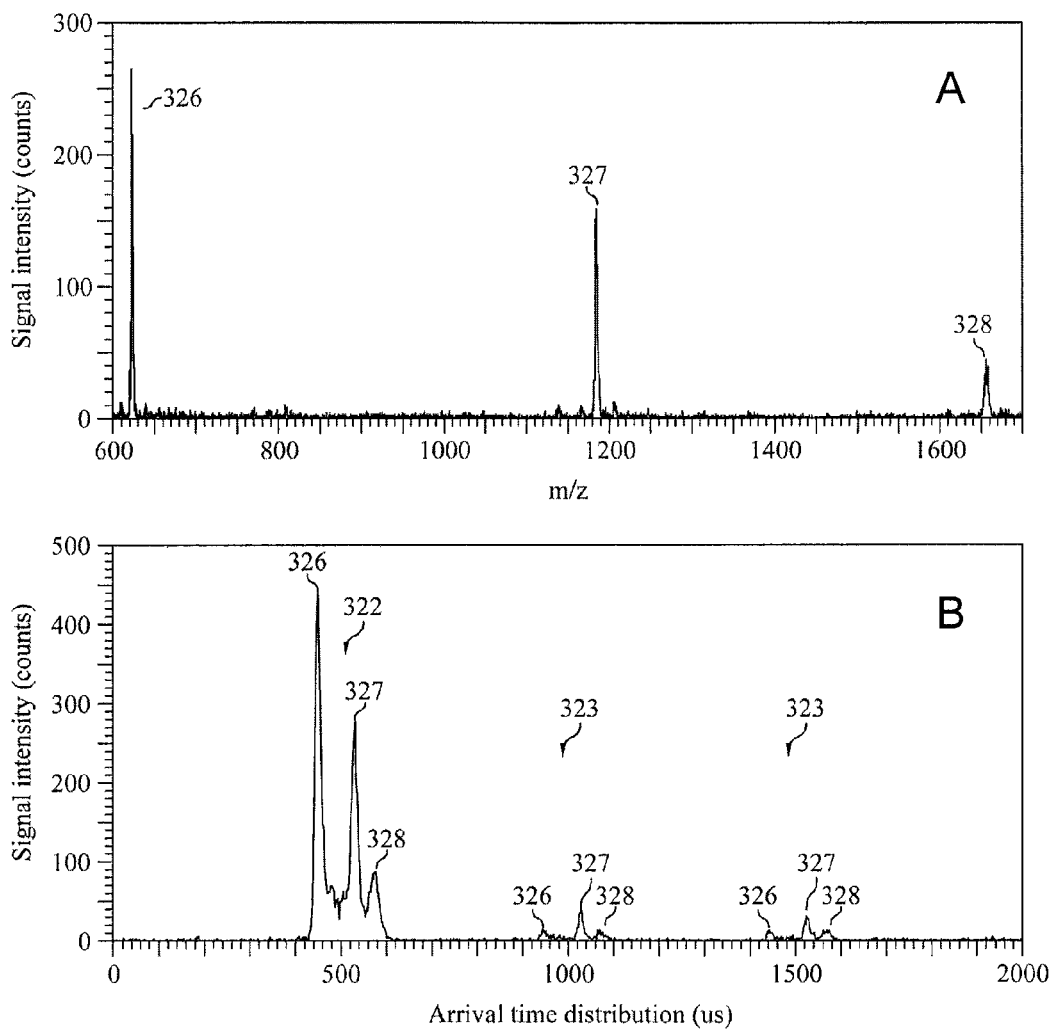 300
A
326
200
327
Signal intensity (counts)
100
328
0
600 800 1000 1200 1400 1600
m/z
500
326
B
322
400
327
323 323
300
Signal intensity (counts)
200
328
100
327 327
326 328 326 328
0
0 500 1000 1500 2000
Arrival time distribution (us)